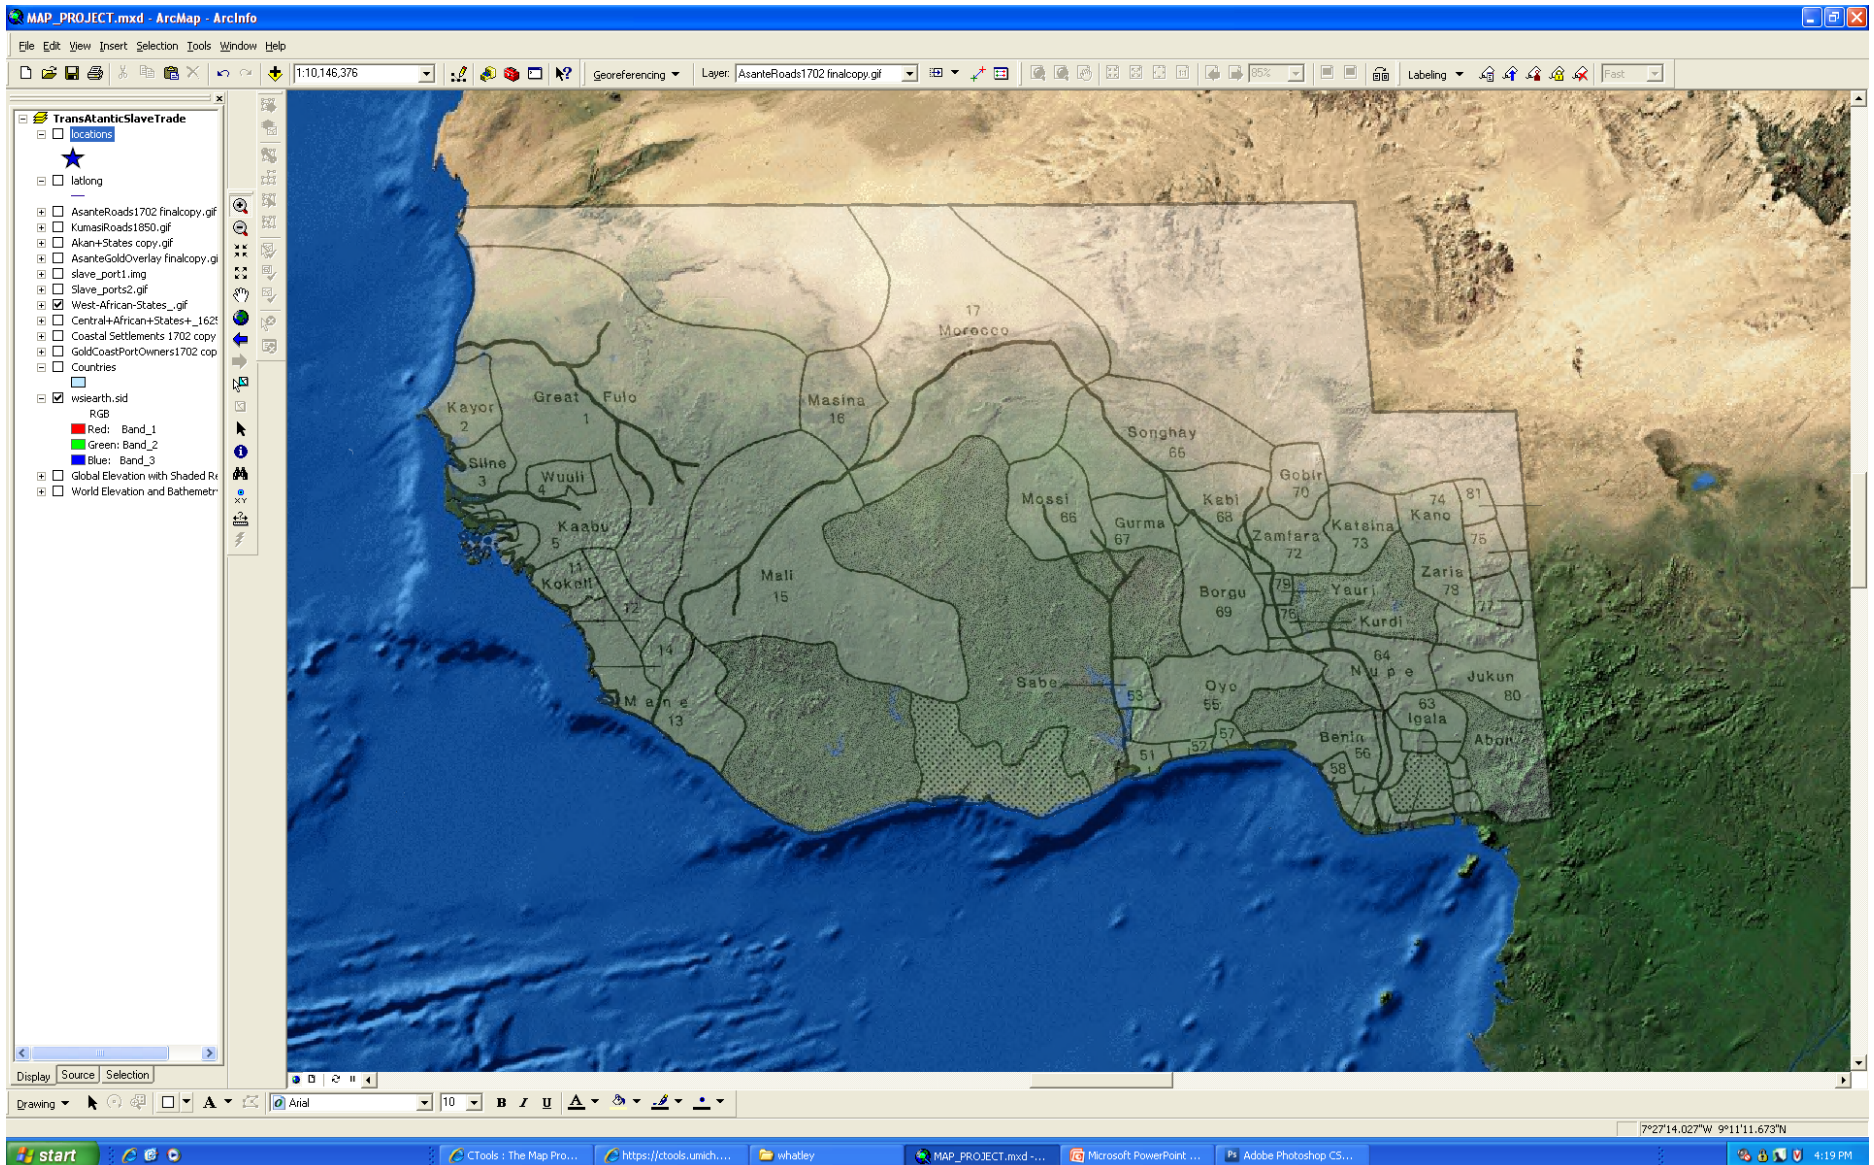 MAP_PROJECT.mxd - ArcMap - ArcInfo
File Edit View Insert Selection Tools Window Help
1:10,146,376
Georeferencing
Layer:
AsanteRoads1702 finalcopy.gif
85%
Labeling
Fast
TransAtlanticSlaveTrade
locations
latlong
AsanteRoads1702 finalcopy.gif
KumasiRoads1850.gif
Akan+States copy.gif
AsanteGoldOverlay finalcopy.gi
slave_port1.img
Slave_ports2.gif
West-African-States_.gif
Central+African+States+_162
Coastal Settlements 1702 copy
GoldCoastPortOwners1702 cop
Countries
wsiearth.sid
RGB
Red: Band_1
Green: Band_2
Blue: Band_3
Global Elevation with Shaded Re
World Elevation and Bathemetr
Display Source Selection
17
Morocco
Kayor
2
Great Fulo
1
Masina
16
Siine
3
Wuuli
4
Songhay
65
Gobir
70
Kaabu
5
Mossi
66
Gurma
67
Kabi
68
Zamfara
72
Katsina
73
74
Kano
81
75
11
Kokoli
12
Mali
15
Borgu
69
79
Yauri
76
Kurdi
Zaria
78
77
14
Mane
13
Sabe
53
Oyo
55
64
Nupe
Jukun
80
63
Igala
51
52
57
Benin
56
58
Abon
Drawing
Arial
10
B I U A
7°27'14.027"W 9°11'11.673"N
start
CTools : The Map Pro...
https://ctools.umich....
whatley
MAP_PROJECT.mxd -...
Microsoft PowerPoint ...
Adobe Photoshop CS...
4:19 PM